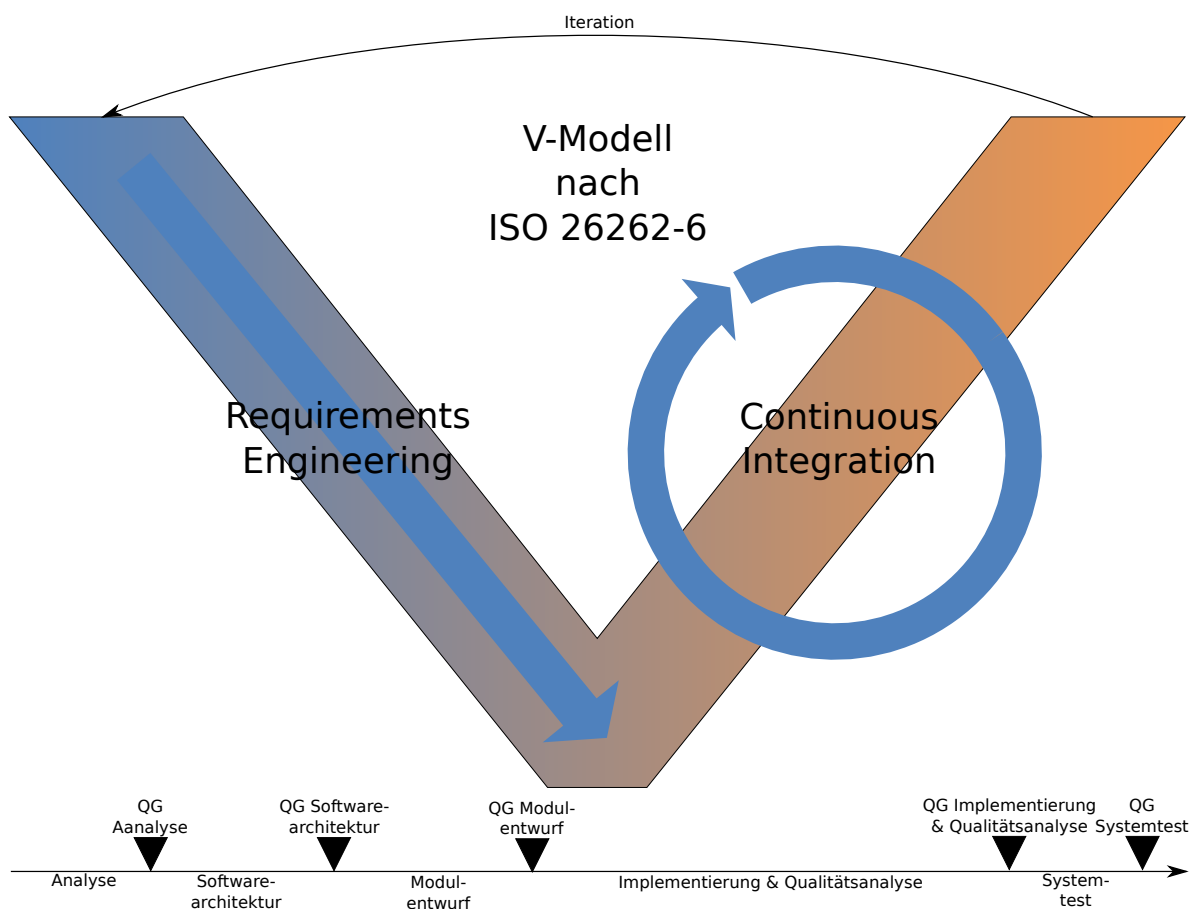 Iteration
V-Modell
nach
ISO 26262-6
Requirements
Engineering
Continuous
Integration
QG
Aanalyse
QG Software-
architektur
QG Modul-
entwurf
QG Implementierung
& Qualitätsanalyse
QG
Systemtest
Analyse
Software-
architektur
Modul-
entwurf
Implementierung & Qualitätsanalyse
System-
test